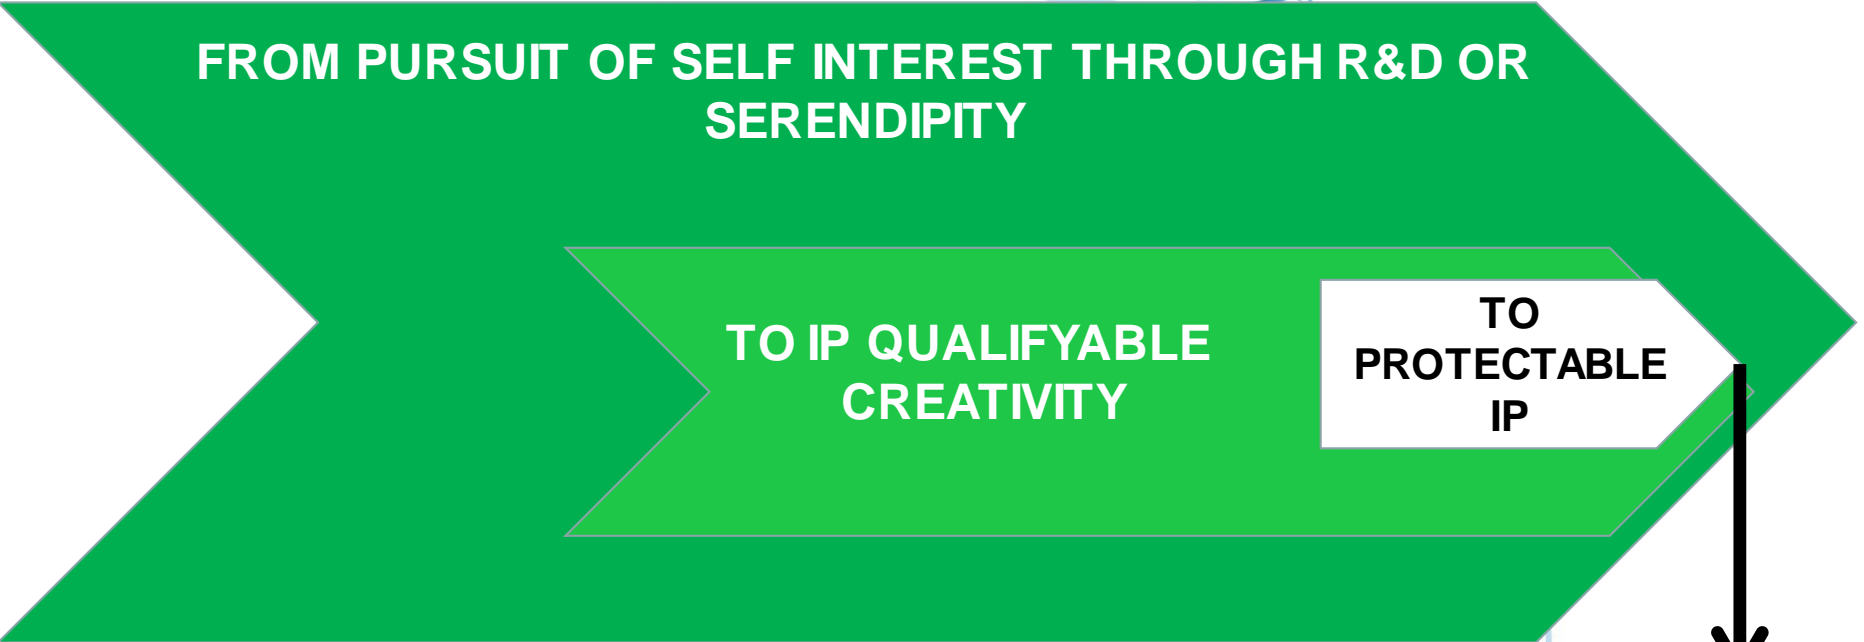 FROM PURSUIT OF SELF INTEREST THROUGH R&D OR
SERENDIPITY
TO IP QUALIFYABLE
CREATIVITY
TO
PROTECTABLE
IP